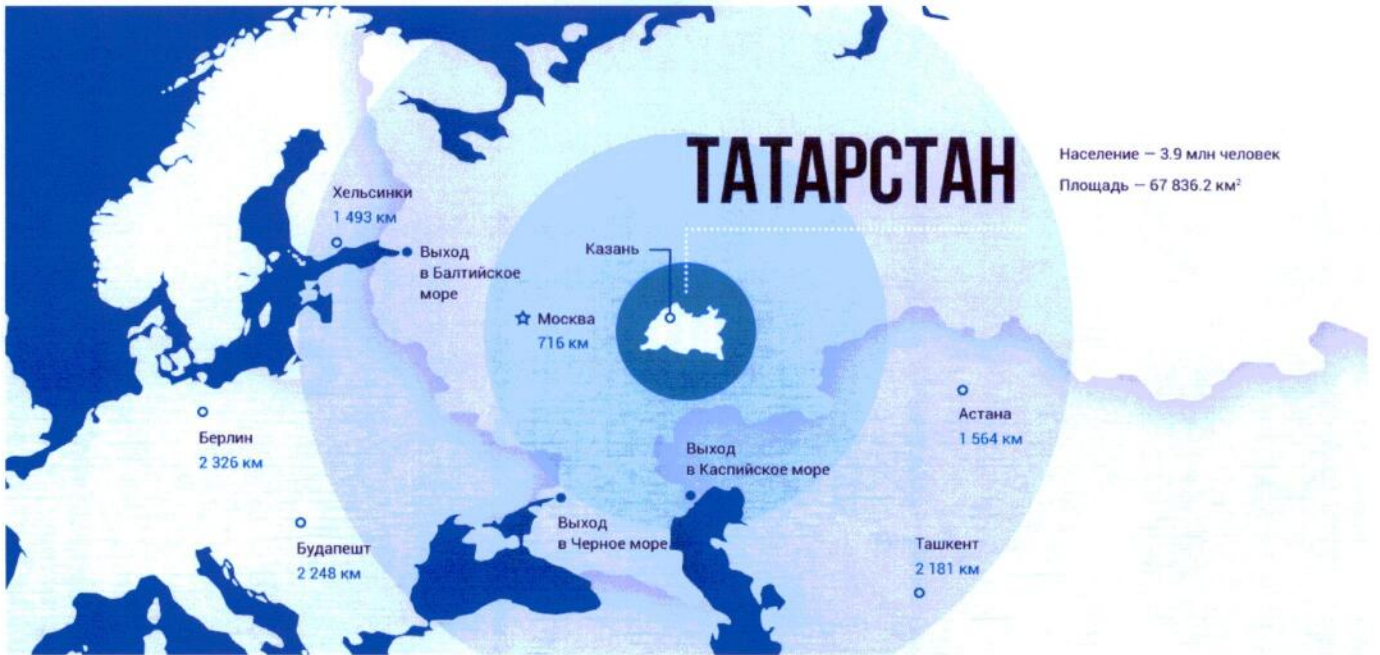 ТАТАРСТАН
Население — 3.9 млн человек
Площадь — 67 836.2 км²
Хельсинки
1 493 км
Выход
в Балтийское
море
Казань
Москва
716 км
Астана
1 564 км
Берлин
2 326 км
Выход
в Каспийское море
Выход
в Черное море
Будапешт
2 248 км
Ташкент
2 181 км